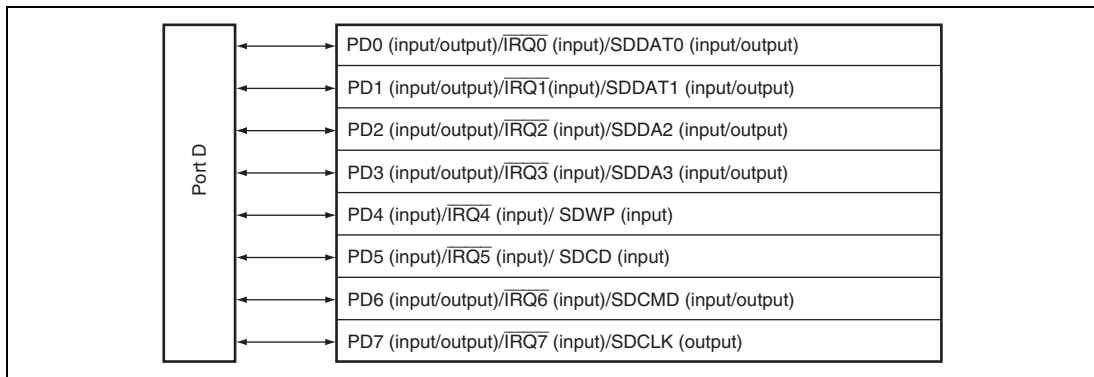 Port D
PD0 (input/output)/IRQ0 (input)/SDDAT0 (input/output)
PD1 (input/output)/IRQ1(input)/SDDAT1 (input/output)
PD2 (input/output)/IRQ2 (input)/SDDA2 (input/output)
PD3 (input/output)/IRQ3 (input)/SDDA3 (input/output)
PD4 (input)/IRQ4 (input)/ SDWP (input)
PD5 (input)/IRQ5 (input)/ SDCD (input)
PD6 (input/output)/IRQ6 (input)/SDCMD (input/output)
PD7 (input/output)/IRQ7 (input)/SDCLK (output)